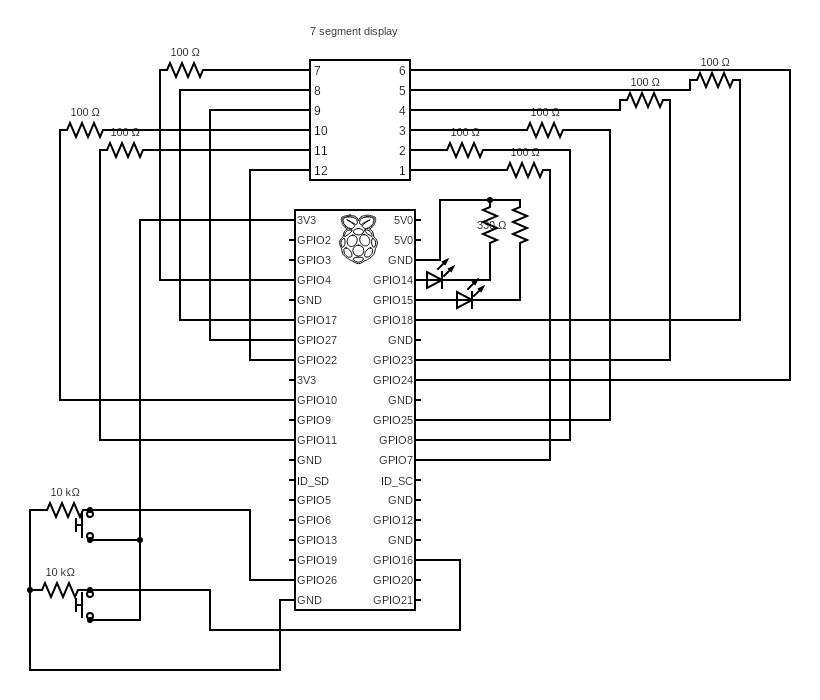 7 segment display
100 Ω
100 Ω
100 Ω
100 Ω
100 Ω
100 Ω
100 Ω
100 Ω
7 6
8 5
9 4
10 3
11 2
12 1
3V3 5V0
GPIO2 5V0
GPIO3 GND
GPIO4 GPIO14
GND GPIO15
GPIO17 GPIO18
GPIO27 GND
GPIO22 GPIO23
3V3 GPIO24
GPIO10 GND
GPIO9 GPIO25
GPIO11 GPIO8
GND GPIO7
ID_SD ID_SC
GPIO5 GND
GPIO6 GPIO12
GPIO13 GND
GPIO19 GPIO16
GPIO26 GPIO20
GND GPIO21
330 Ω
10 kΩ
10 kΩ